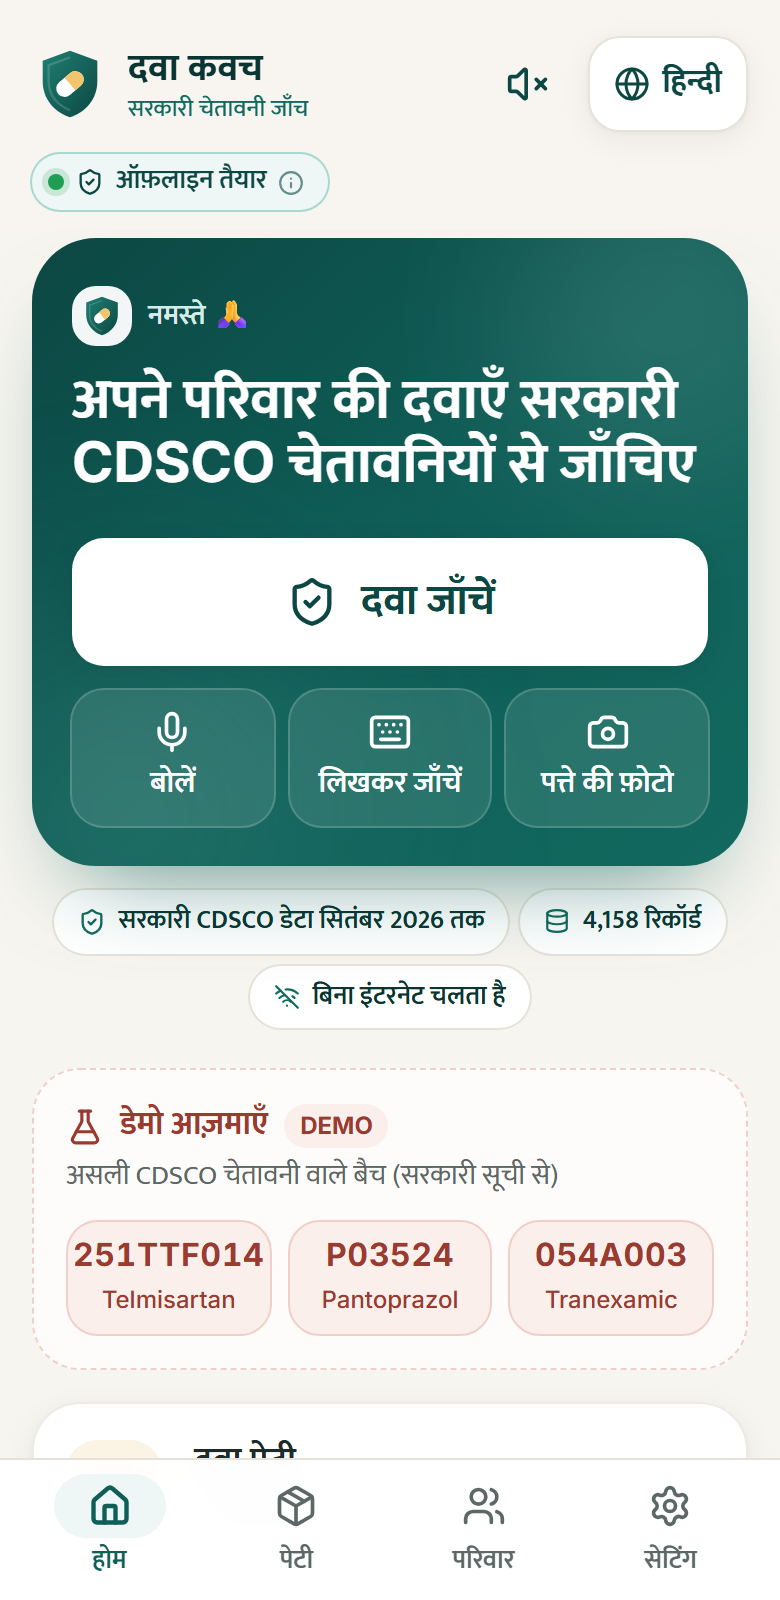 दवा कवच
सरकारी चेतावनी जाँच
हिन्दी
ऑफ़लाइन तैयार
नमस्ते 🙏
अपने परिवार की दवाएँ सरकारी
CDSCO चेतावनियों से जाँचिए
दवा जाँचें
बोलें
लिखकर जाँचें
पत्ते की फ़ोटो
सरकारी CDSCO डेटा सितंबर 2026 तक
4,158 रिकॉर्ड
बिना इंटरनेट चलता है
डेमो आज़माएँ DEMO
असली CDSCO चेतावनी वाले बैच (सरकारी सूची से)
251TTF014
Telmisartan
P03524
Pantoprazol
054A003
Tranexamic
दवा पेटी
होम
पेटी
परिवार
सेटिंग